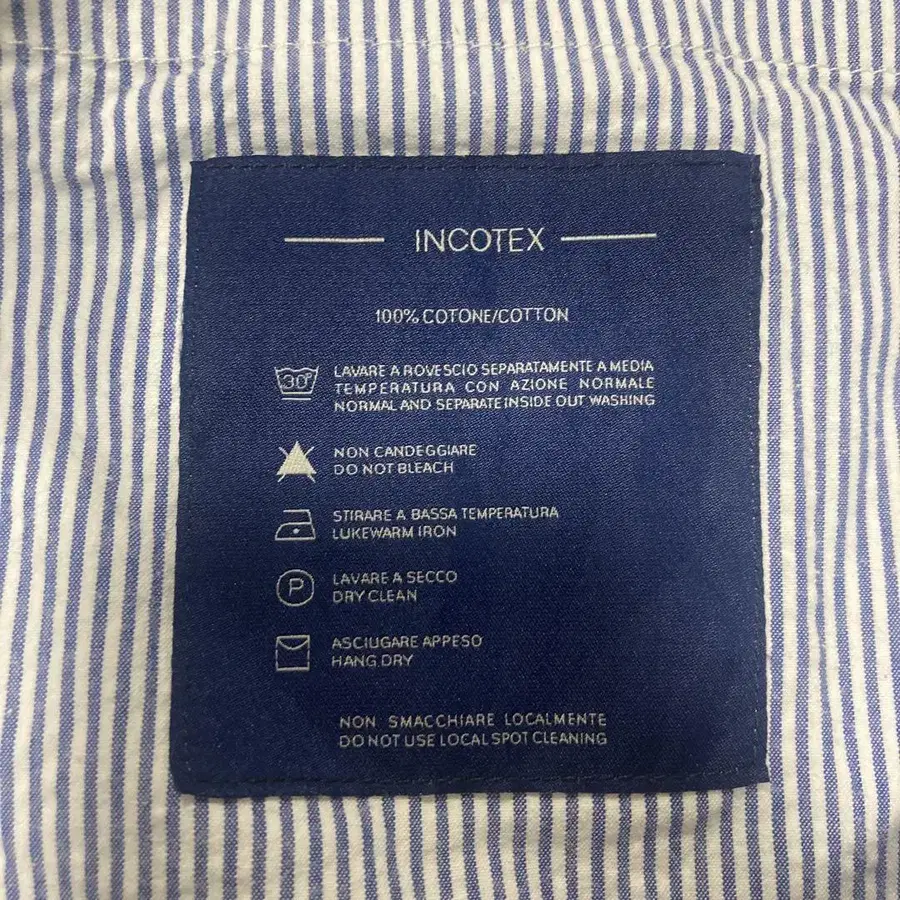 INCOTEX
100% COTONE/COTTON
30°
LAVARE A ROVESCIO SEPARATAMENTE A MEDIA
TEMPERATURA CON AZIONE NORMALE
NORMAL AND SEPARATE INSIDE OUT WASHING
NON CANDEGGIARE
DO NOT BLEACH
STIRARE A BASSA TEMPERATURA
LUKEWARM IRON
P
LAVARE A SECCO
DRY CLEAN
ASCIUGARE APPESO
HANG DRY
NON SMACCHIARE LOCALMENTE
DO NOT USE LOCAL SPOT CLEANING